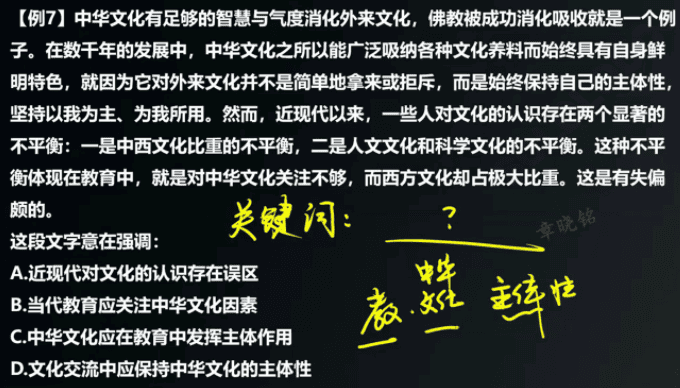 【例7】中华文化有足够的智慧与气度消化外来文化，佛教被成功消化吸收就是一个例
子。在数千年的发展中，中华文化之所以能广泛吸纳各种文化养料而始终具有自身鲜
明特色，就因为它对外来文化并不是简单地拿来或拒斥，而是始终保持自己的主体性，
坚持以我为主、为我所用。然而，近现代以来，一些人对文化的认识存在两个显著的
不平衡：一是中西文化比重的不平衡，二是人文文化和科学文化的不平衡。这种不平
衡体现在教育中，就是对中华文化关注不够，而西方文化却占极大比重。这是有失偏
颇的。
关键词：？
章晓铭
这段文字意在强调：
A.近现代对文化的认识存在误区
B.当代教育应关注中华文化因素
C.中华文化应在教育中发挥主体作用
D.文化交流中应保持中华文化的主体性
中华
教.文化 主体性